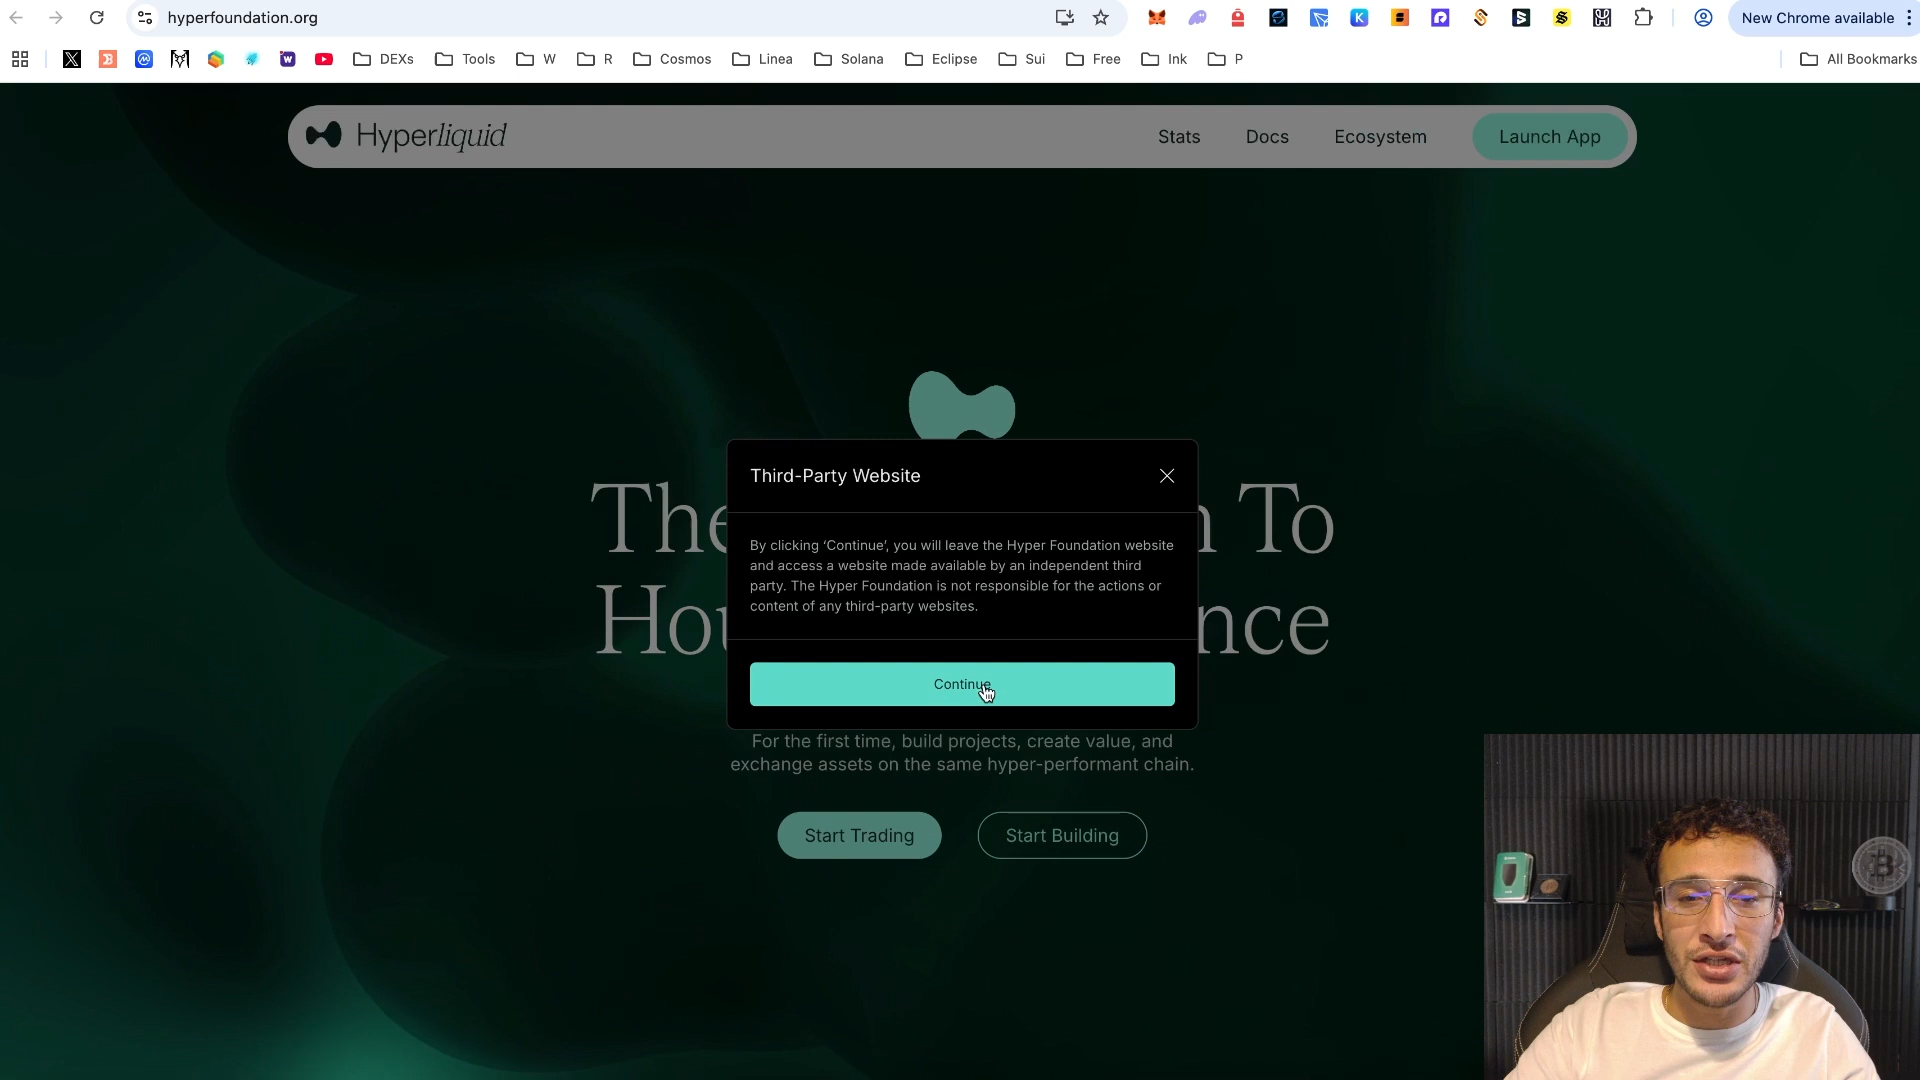 hyperfoundation.org
New Chrome available
DEXs
Tools
W
R
Cosmos
Linea
Solana
Eclipse
Sui
Free
Ink
P
All Bookmarks
Hyperliquid
Stats
Docs
Ecosystem
Launch App
The
To
Hou
nce
Third-Party Website
By clicking ‘Continue’, you will leave the Hyper Foundation website
and access a website made available by an independent third
party. The Hyper Foundation is not responsible for the actions or
content of any third-party websites.
Continue
For the first time, build projects, create value, and
exchange assets on the same hyper-performant chain.
Start Trading
Start Building